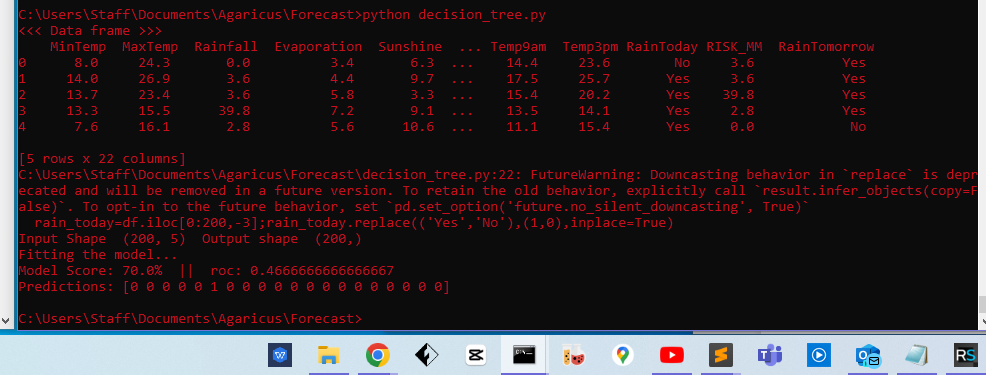 C:\Users\Staff\Documents\Agaricus\Forecast>python decision_tree.py
<<< Data frame >>>
   MinTemp  MaxTemp  Rainfall  Evaporation  Sunshine  ...  Temp9am  Temp3pm RainToday RISK_MM  RainTomorrow
0      8.0     24.3       0.0          3.4       6.3  ...     14.4     23.6        No     3.6           Yes
1     14.0     26.9       3.6          4.4       9.7  ...     17.5     25.7       Yes     3.6           Yes
2     13.7     23.4       3.6          5.8       3.3  ...     15.4     20.2       Yes    39.8           Yes
3     13.3     15.5      39.8          7.2       9.1  ...     13.5     14.1       Yes     2.8           Yes
4      7.6     16.1       2.8          5.6      10.6  ...     11.1     15.4       Yes     0.0            No
[5 rows x 22 columns]
C:\Users\Staff\Documents\Agaricus\Forecast\decision_tree.py:22: FutureWarning: Downcasting behavior in `replace` is depr
ecated and will be removed in a future version. To retain the old behavior, explicitly call `result.infer_objects(copy=F
alse)`. To opt-in to the future behavior, set `pd.set_option('future.no_silent_downcasting', True)`
  rain_today=df.iloc[0:200,-3];rain_today.replace(('Yes','No'),(1,0),inplace=True)
Input Shape  (200, 5)  Output shape  (200,)
Fitting the model...
Model Score: 70.0%  ||  roc: 0.4666666666666667
Predictions: [0 0 0 0 0 1 0 0 0 0 0 0 0 0 0 0 0 0 0 0]
C:\Users\Staff\Documents\Agaricus\Forecast>
RS